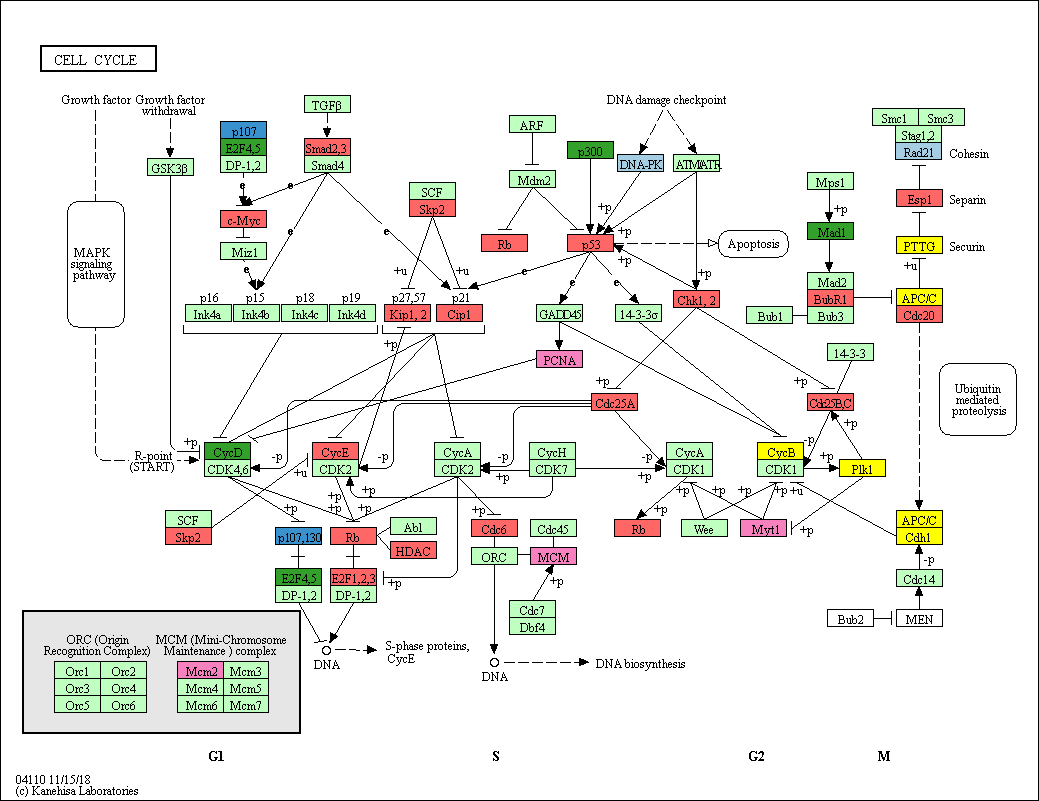 CELL CYCLE
Growth factor
Growth factor
withdrawal
TGFβ
DNA damage checkpoint
ARF
p107
E2F4,5
DP-1,2
Smad2,3
Smad4
GSK3β
p300
DNA-PK
ATM/ATR
Smc1
Smc3
Stag1,2
Rad21
Cohesin
Mdm2
SCF
Skp2
Mps1
+p
e
e
e
e
c-Myc
Miz1
Rb
p53
+p
+p
Apoptosis
Esp1
Separin
Mad1
PTTG
Securin
MAPK
signaling
pathway
+u
+u
e
e
e
+p
+u
Mad2
BubR1
Bub3
Bub1
APC/C
Cdc20
p16
p15
p18
p19
Ink4a
Ink4b
Ink4c
Ink4d
p27,57
p21
Kip1, 2
Cip1
GADD45
14-3-3σ
Chk1, 2
+p
PCNA
14-3-3
Ubiquitin
mediated
proteolysis
+p
+p
Cdc25A
Cdc25B,C
+p
R-point
(START)
+p
CycD
CDK4,6
-p
CycE
CDK2
-p
CycA
CDK2
-p
+p
CycH
CDK7
-p
+p
CycA
CDK1
CycB
CDK1
-p
+p
Plk1
+u
+p
+p
+p
+p
+p
+p
+p
+p
+p
+u
SCF
Skp2
p107,130
Rb
Abl
HDAC
Cdc6
Cdc45
ORC
MCM
Rb
Wee
Myt1
+p
APC/C
Cdh1
-p
E2F4,5
DP-1,2
E2F1,2,3
DP-1,2
+p
+p
Cdc7
Dbf4
Cdc14
Bub2
MEN
DNA
S-phase proteins,
CycE
DNA
DNA biosynthesis
ORC (Origin
Recognition Complex)
MCM (Mini-Chromosome
Maintenance ) complex
Orc1
Orc2
Mcm2
Mcm3
Orc3
Orc4
Mcm4
Mcm5
Orc5
Orc6
Mcm6
Mcm7
G1
S
G2
M
04110 11/15/18
(c) Kanehisa Laboratories